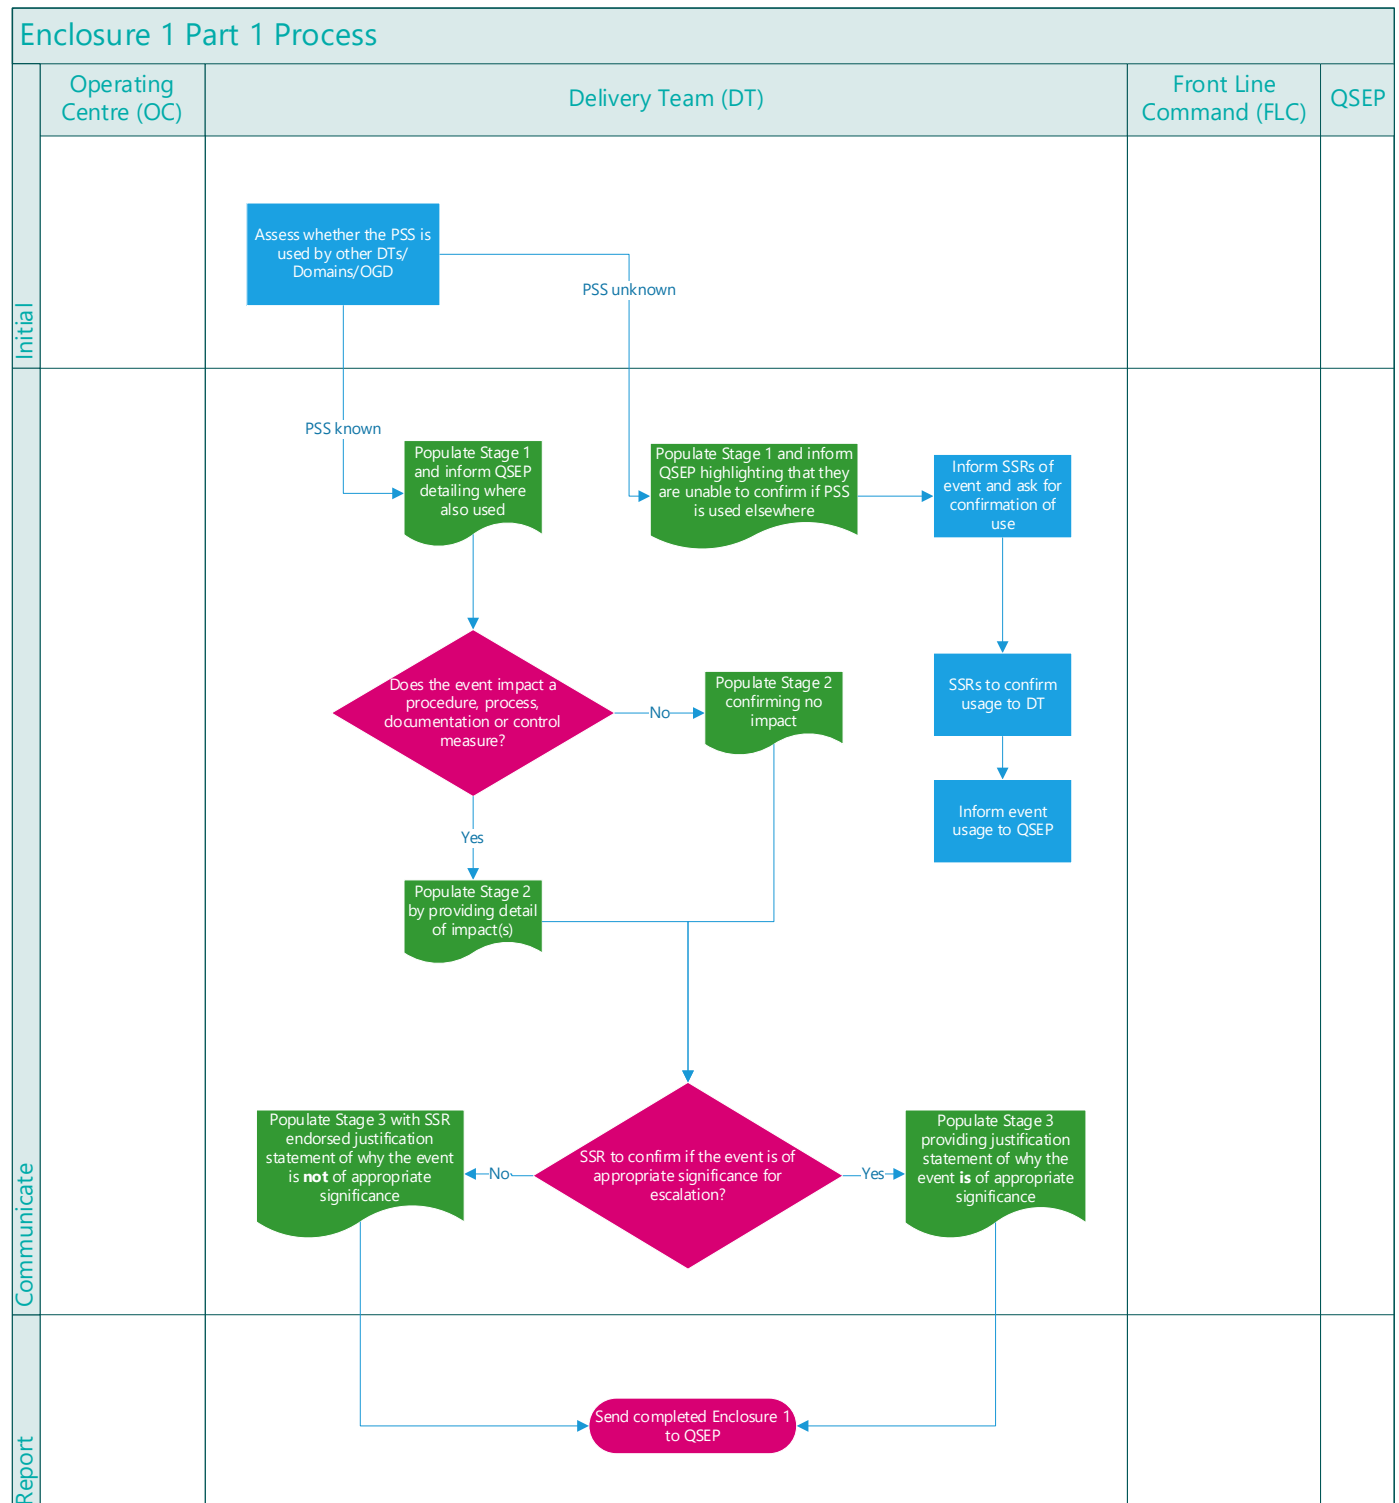 Enclosure 1 Part 1 Process
Operating
Centre (OC)
Delivery Team (DT)
Front Line
Command (FLC)
QSEP
Initial
Assess whether the PSS is
used by other DTs/
Domains/OGD
PSS unknown
Communicate
PSS known
Populate Stage 1
and inform QSEP
detailing where
also used
Populate Stage 1 and inform
QSEP highlighting that they
are unable to confirm if PSS
is used elsewhere
Inform SSRs of
event and ask for
confirmation of
use
Does the event impact a
procedure, process,
documentation or control
measure?
No
Populate Stage 2
confirming no
impact
SSRs to confirm
usage to DT
Inform event
usage to QSEP
Yes
Populate Stage 2
by providing detail
of impact(s)
Populate Stage 3 with SSR
endorsed justification
statement of why the event
is not of appropriate
significance
No
SSR to confirm if the event is of
appropriate significance for
escalation?
Yes
Populate Stage 3
providing justification
statement of why the
event is of appropriate
significance
Report
Send completed Enclosure 1
to QSEP